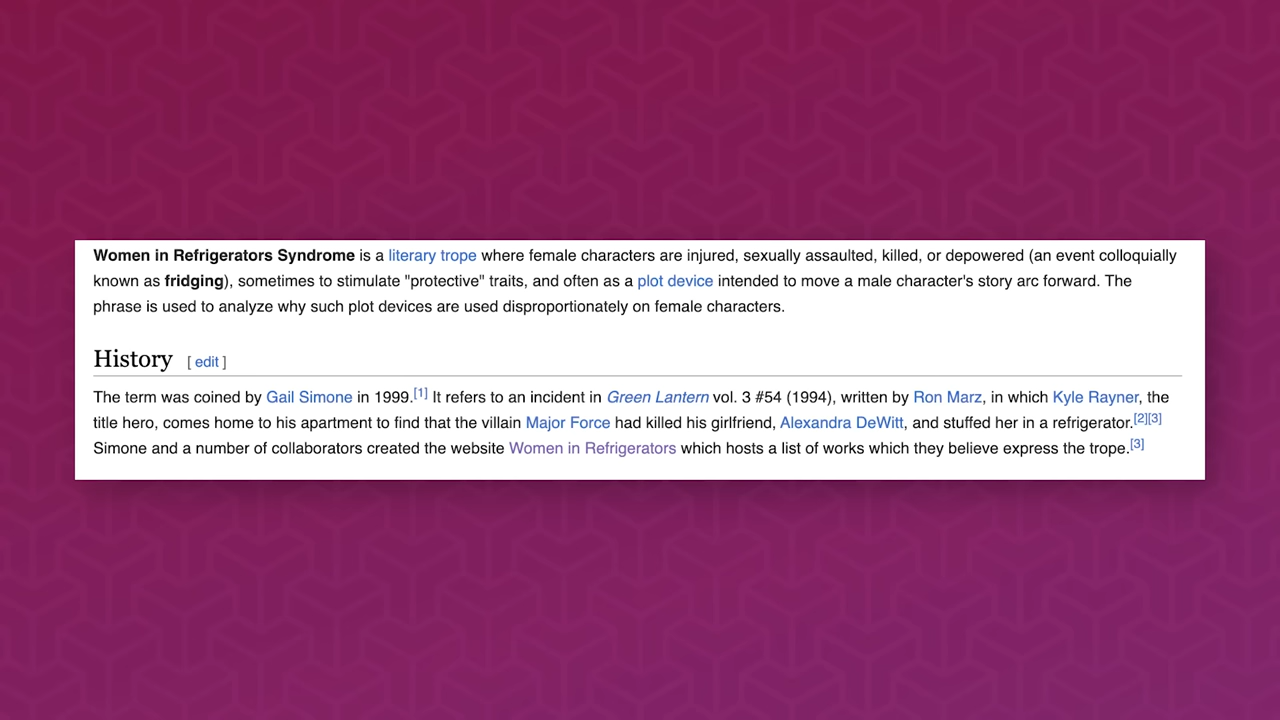 Women in Refrigerators Syndrome is a literary trope where female characters are injured, sexually assaulted, killed, or depowered (an event colloquially
known as fridging), sometimes to stimulate "protective" traits, and often as a plot device intended to move a male character's story arc forward. The
phrase is used to analyze why such plot devices are used disproportionately on female characters.
History [ edit ]
The term was coined by Gail Simone in 1999.[1] It refers to an incident in Green Lantern vol. 3 #54 (1994), written by Ron Marz, in which Kyle Rayner, the
title hero, comes home to his apartment to find that the villain Major Force had killed his girlfriend, Alexandra DeWitt, and stuffed her in a refrigerator.[2][3]
Simone and a number of collaborators created the website Women in Refrigerators which hosts a list of works which they believe express the trope.[3]